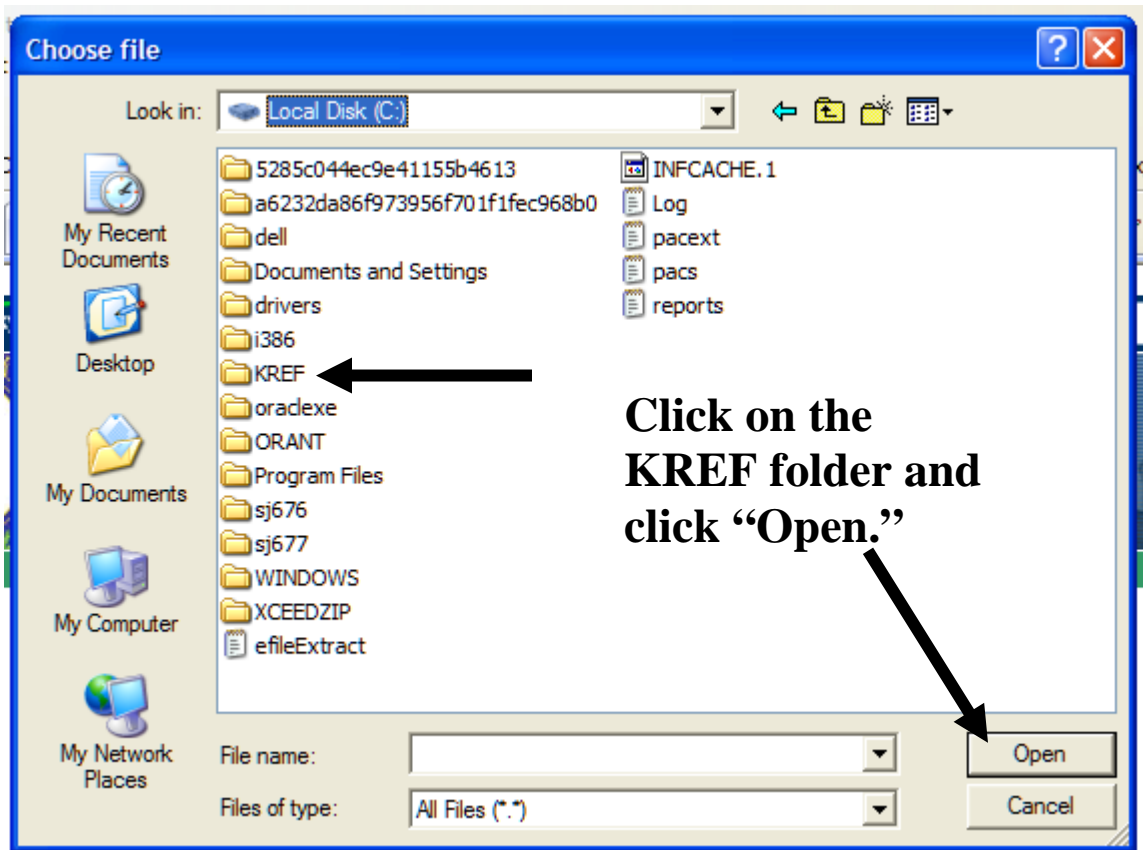 Choose file
Look in: Local Disk (C:)
My Recent
Documents
Desktop
My Documents
My Computer
My Network
Places
5285c044ec9e41155b4613
a6232da86f973956f701f1fec968b0
dell
Documents and Settings
drivers
i386
KREF
oraclexe
ORANT
Program Files
sj676
sj677
WINDOWS
XCEEDZIP
efileExtract
INFCACHE.1
Log
pacext
pacs
reports
Click on the
KREF folder and
click “Open.”
File name:
Open
Files of type: All Files (*.*)
Cancel